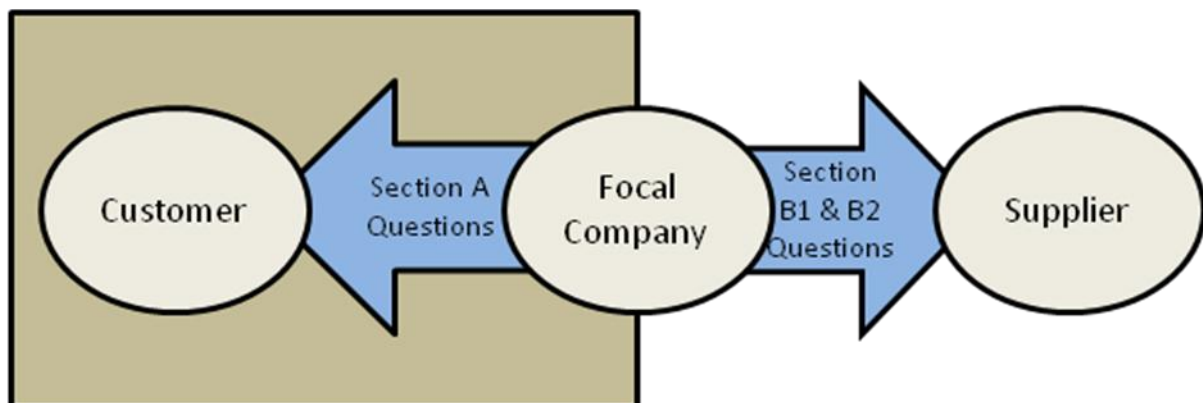 Customer
Section A
Questions
Focal
Company
Section
B1 & B2
Questions
Supplier